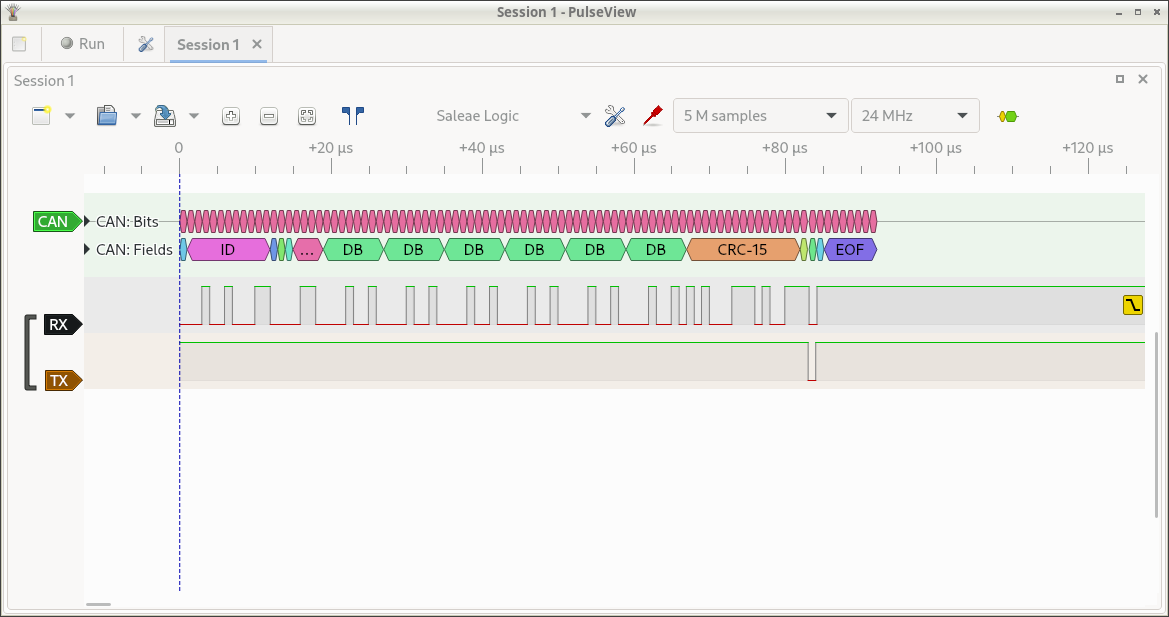 Session 1 - PulseView
Run
Session 1
Session 1
Saleae Logic
5 M samples
24 MHz
0 +20 µs +40 µs +60 µs +80 µs +100 µs +120 µs
CAN
CAN: Bits
CAN: Fields ID ... DB DB DB DB DB DB CRC-15 EOF
RX
TX